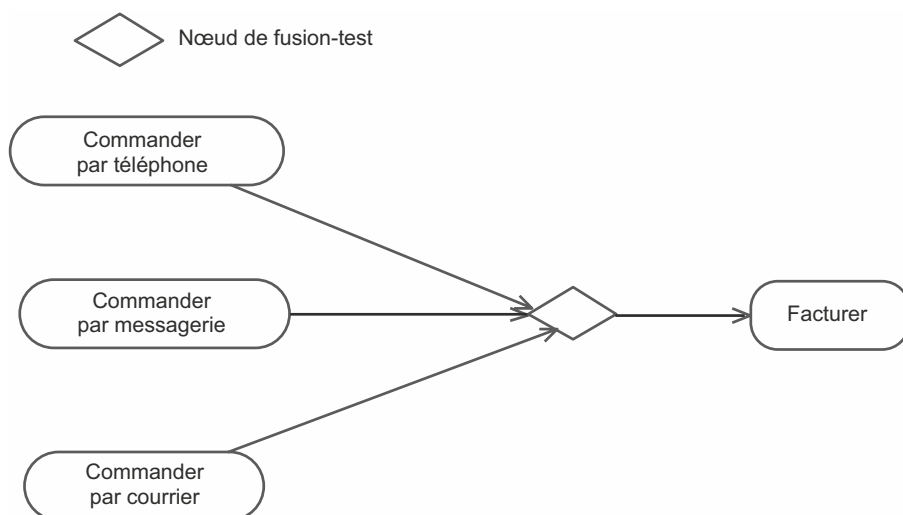 Nœud de fusion-test
Commander
par téléphone
Commander
par messagerie
Facturer
Commander
par courrier